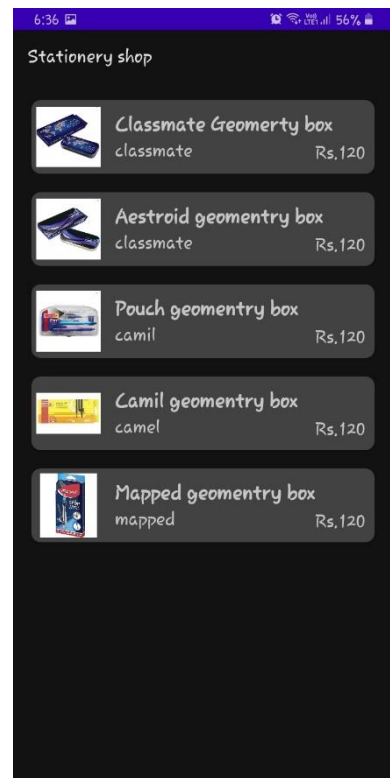 6:36 56%
Stationery shop
Classmate Geomerty box
classmate Rs.120
Aestroid geomentry box
classmate Rs.120
Pouch geomentry box
camil Rs.120
Camil geomentry box
camel Rs.120
Mapped geomentry box
mapped Rs.120